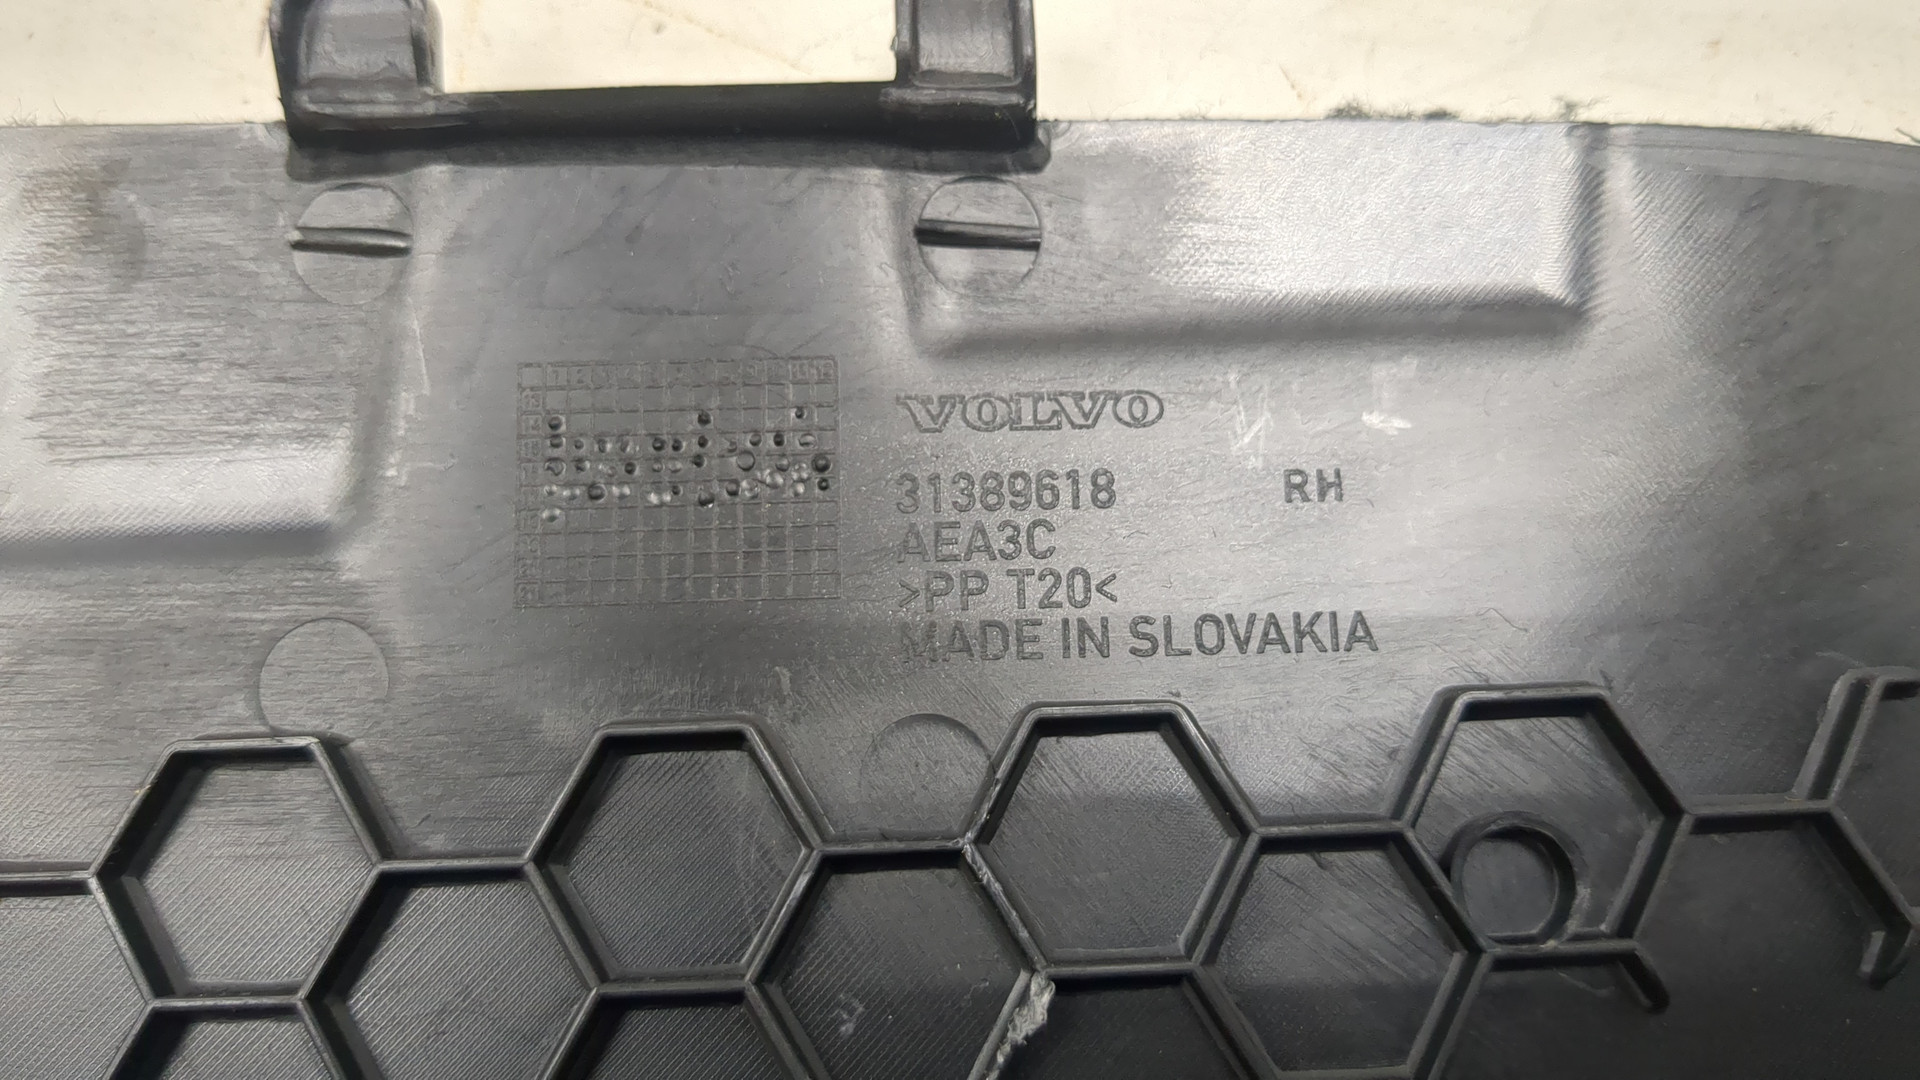 VOLVO
31389618 RH
AEA3C
>PP T20<
MADE IN SLOVAKIA